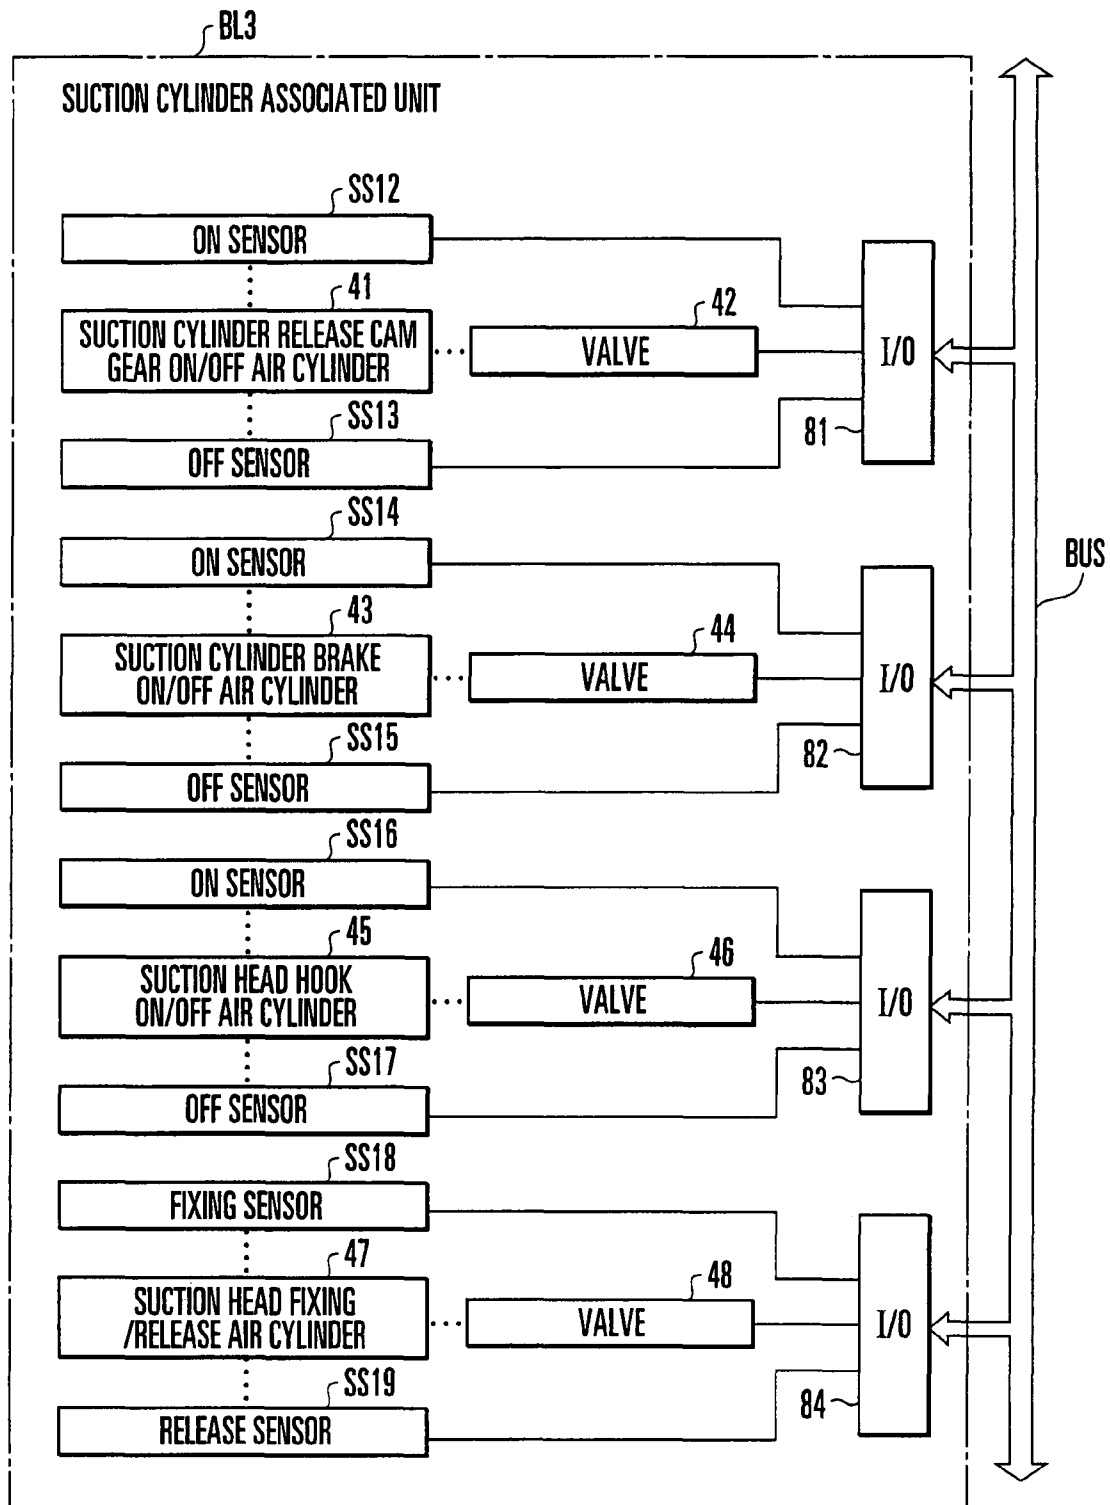 BL3
SUCTION CYLINDER ASSOCIATED UNIT
SS12
ON SENSOR
41
SUCTION CYLINDER RELEASE CAM
GEAR ON/OFF AIR CYLINDER
42
VALVE
I/O
81
SS13
OFF SENSOR
SS14
ON SENSOR
BUS
43
SUCTION CYLINDER BRAKE
ON/OFF AIR CYLINDER
44
VALVE
I/O
82
SS15
OFF SENSOR
SS16
ON SENSOR
45
SUCTION HEAD HOOK
ON/OFF AIR CYLINDER
46
VALVE
I/O
83
SS17
OFF SENSOR
SS18
FIXING SENSOR
47
SUCTION HEAD FIXING
/RELEASE AIR CYLINDER
48
VALVE
I/O
84
SS19
RELEASE SENSOR